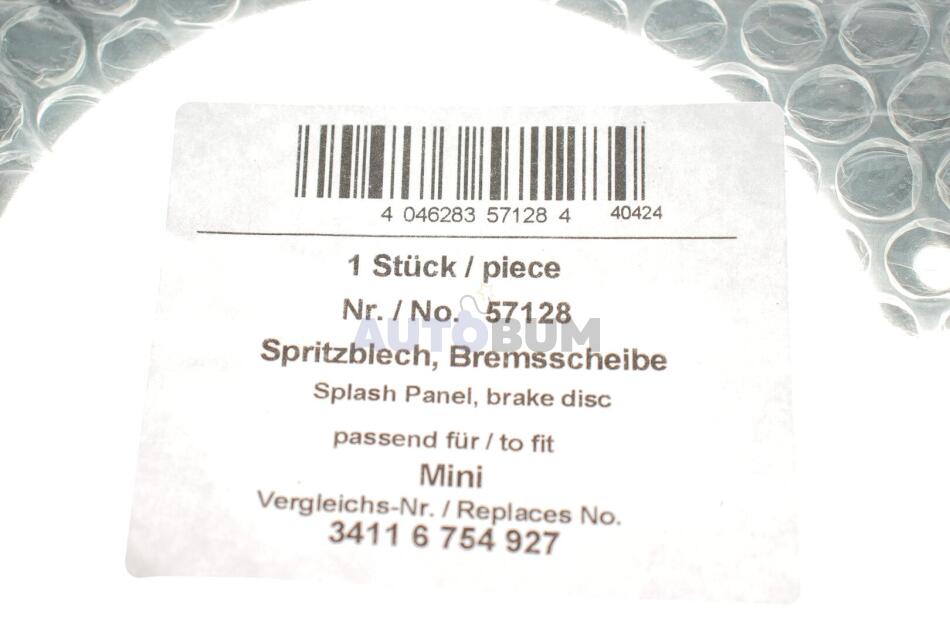 4 046283 57128 4 40424
1 Stück / piece
Nr. / No. 57128
AUTOBUM
Spritzblech, Bremsscheibe
Splash Panel, brake disc
passend für / to fit
Mini
Vergleichs-Nr. / Replaces No.
3411 6 754 927